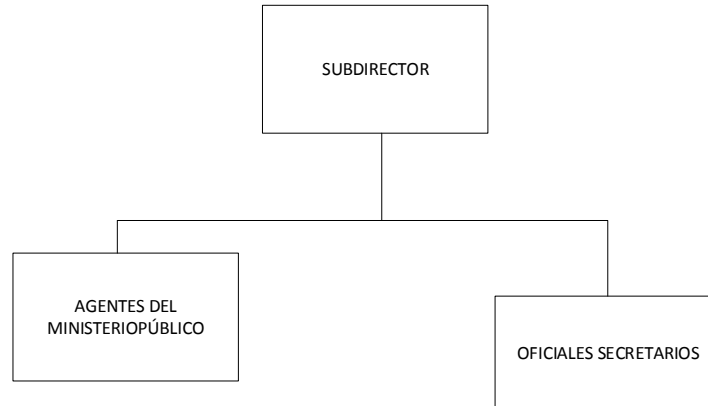 SUBDIRECTOR
AGENTES DEL
MINISTERIOPÚBLICO
OFICIALES SECRETARIOS